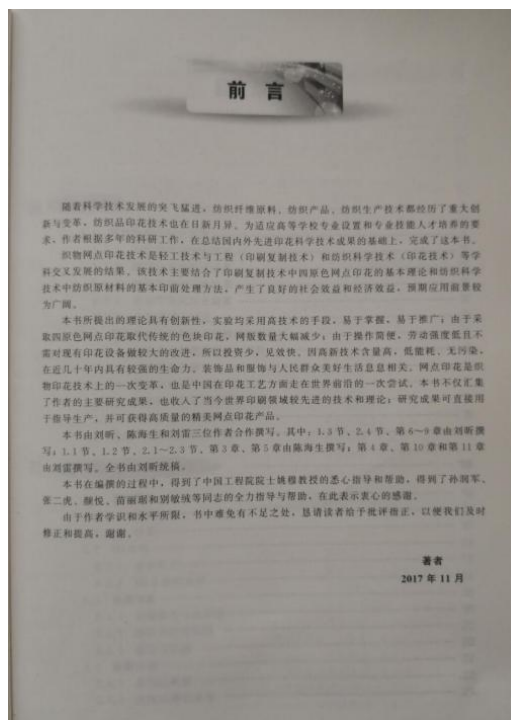 前 言
随着科学技术发展的突飞猛进，纺织纤维原料、纺织产品、纺织生产技术都经历了重大创
新与变革，纺织品印花技术也在日新月异。为适应高等学校专业设置和专业技能人才培养的要
求，作者根据多年的科研工作，在总结国内外先进印花科学技术成果的基础上，完成了这本书。
织物网点印花技术是轻工技术与工程（印刷复制技术）和纺织科学技术（印花技术）等学
科交叉发展的结果。该技术主要结合了印刷复制技术中四原色网点印花的基本理论和纺织科学
技术中纺织原材料的基本印前处理方法，产生了良好的社会效益和经济效益，预期应用前景较
为广阔。
本书所提出的理论具有创新性，实验均采用高技术的手段，易于掌握，易于推广；由于采
取四原色网点印花取代传统的色块印花，网版数量大幅减少；由于操作简便，劳动强度低且不
需对现有印花设备做较大的改进，所以投资少，见效快。因高新技术含量高，低能耗、无污染，
在近几十年内具有较强的生命力。装饰品和服饰与人民群众美好生活息息相关。网点印花是织
物印花技术上的一次变革，也是中国在印花工艺方面走在世界前沿的一次尝试。本书不仅汇集
了作者的主要研究成果，也收入了当今世界印刷领域较先进的技术和理论；研究成果可直接用
于指导生产，并可获得高质量的精美网点印花产品。
本书由刘昕、陈海生和刘雷三位作者合作撰写。其中：1.3节、2.4节、第6～9章由刘昕撰
写；1.1节、1.2节、2.1～2.3节、第3章、第5章由陈海生撰写；第4章、第10章和第11章
由刘雷撰写。全书由刘昕统稿。
本书在编撰的过程中，得到了中国工程院院士姚穆教授的悉心指导和帮助，得到了孙润军、
张二虎、颜悦、苗丽珺和别敏绒等同志的全力指导与帮助，在此表示衷心的感谢。
由于作者学识和水平所限，书中难免有不足之处，恳请读者给予批评指正，以便我们及时
修正和提高，谢谢。
著者
2017年11月